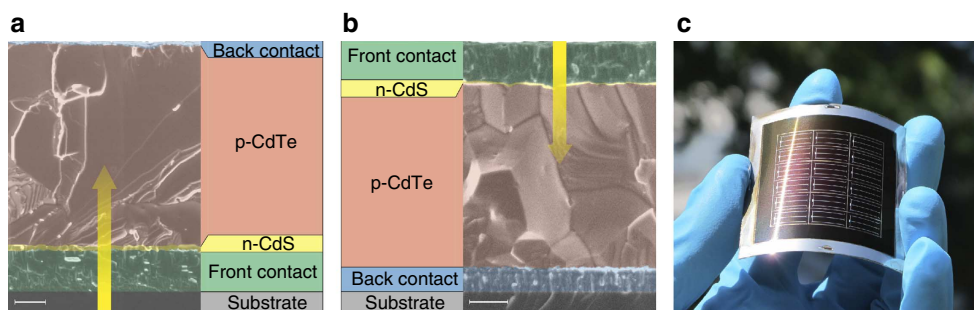 a
Back contact
p-CdTe
n-CdS
Front contact
Substrate
b
Front contact
n-CdS
p-CdTe
Back contact
Substrate
c